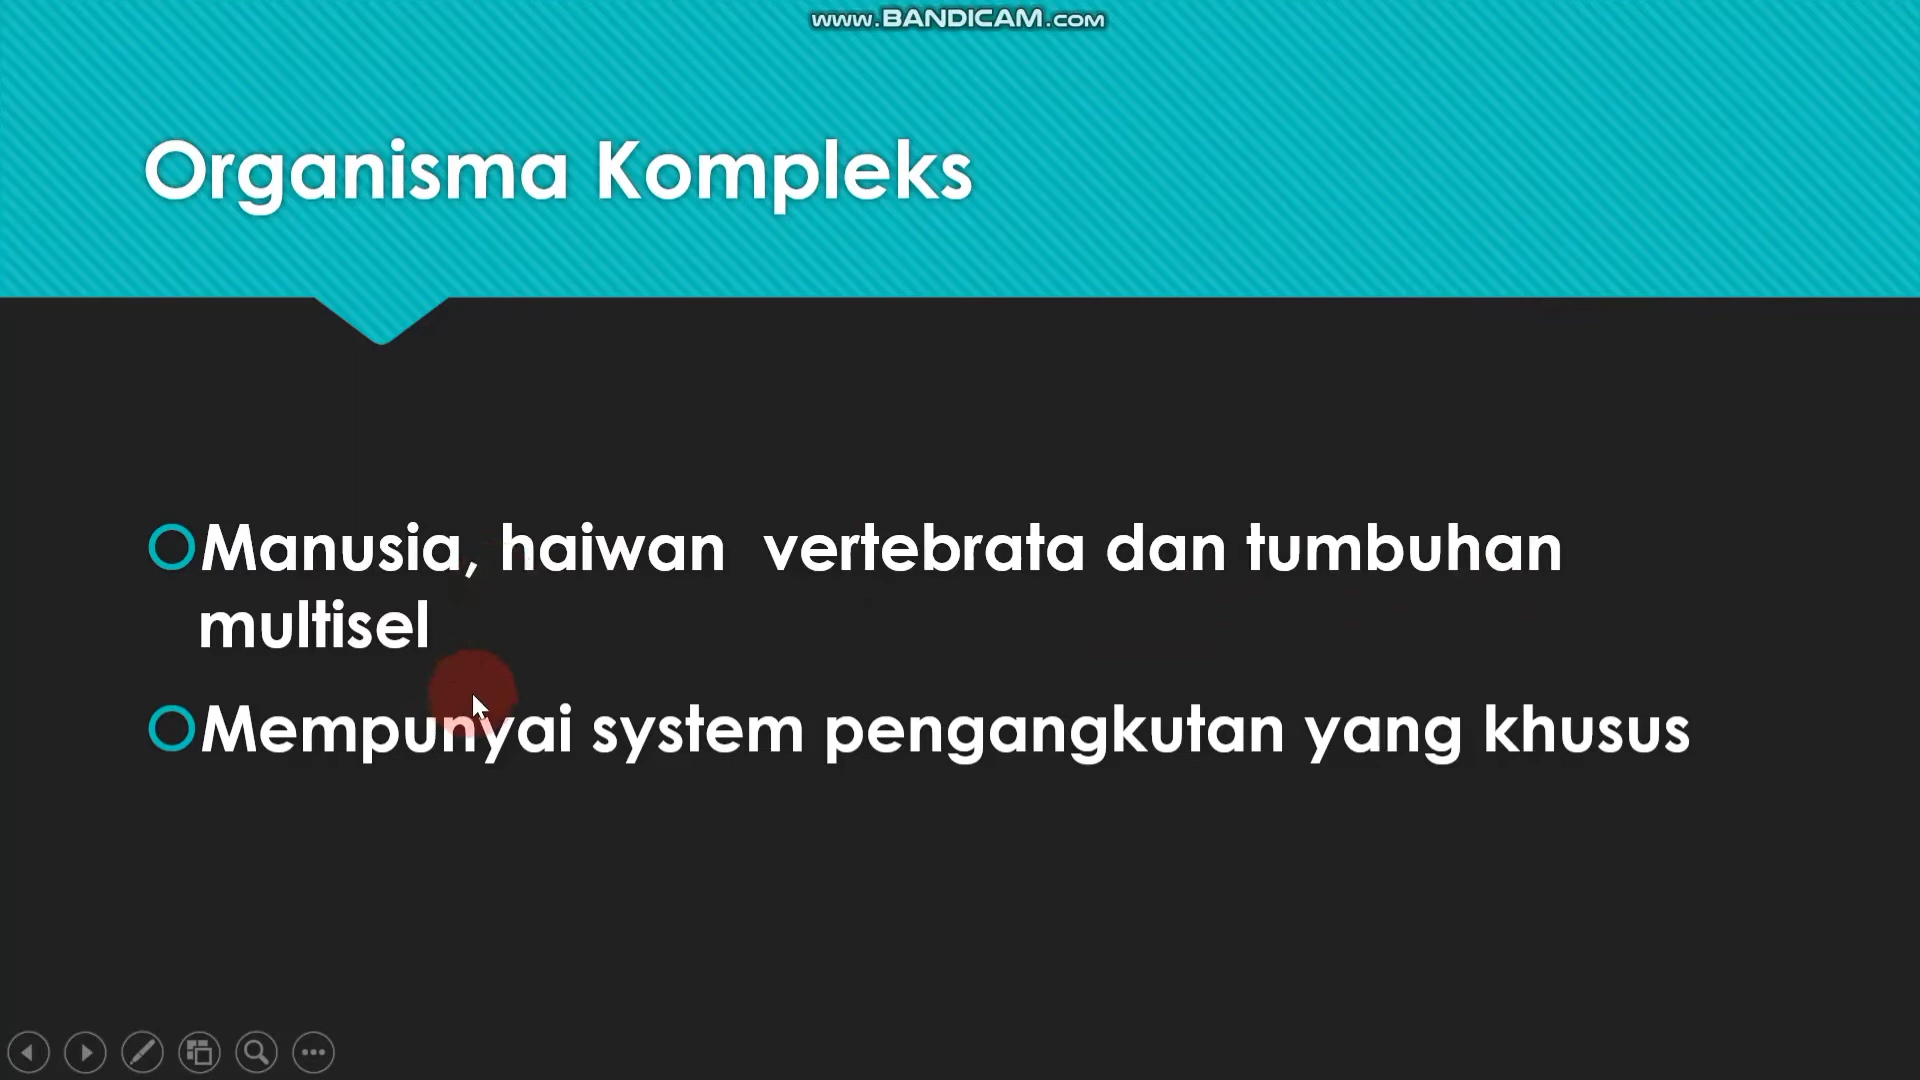 www.BANDICAM.com
Organisma Kompleks
Manusia, haiwan  vertebrata dan tumbuhan
multisel
Mempunyai system pengangkutan yang khusus